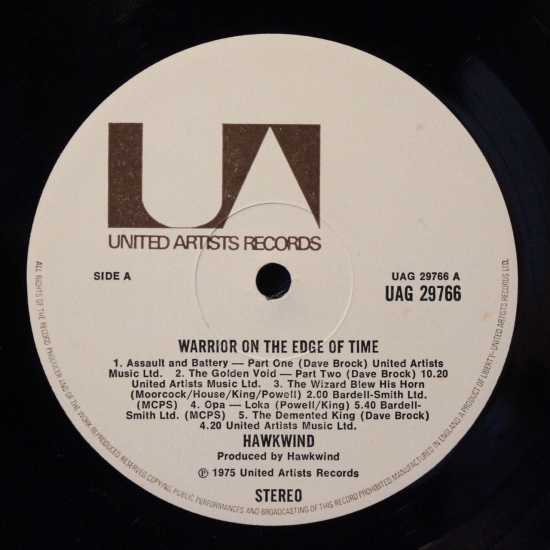 UA
UNITED ARTISTS RECORDS
SIDE A
UAG 29766 A
UAG 29766
WARRIOR ON THE EDGE OF TIME
1. Assault and Battery — Part One (Dave Brock) United Artists
Music Ltd. 2. The Golden Void — Part Two (Dave Brock) 10.20
United Artists Music Ltd. 3. The Wizard Blew His Horn
(Moorcock/House/King/Powell) 2.00 Bardell-Smith Ltd.
(MCPS) 4. Opa — Loka (Powell/King) 5.40 Bardell-
Smith Ltd. (MCPS) 5. The Demented King (Dave Brock)
4.20 United Artists Music Ltd.
HAWKWIND
Produced by Hawkwind
℗ 1975 United Artists Records
STEREO
ALL RIGHTS OF THE RECORD PRODUCER AND OF THE WORK REPRODUCED RESERVED COPYING, PUBLIC PERFORMANCES AND BROADCASTING OF THIS RECORD PROHIBITED. MANUFACTURED IN ENGLAND A PRODUCT OF LIBERTY-UNITED ARTISTS RECORDS LTD.